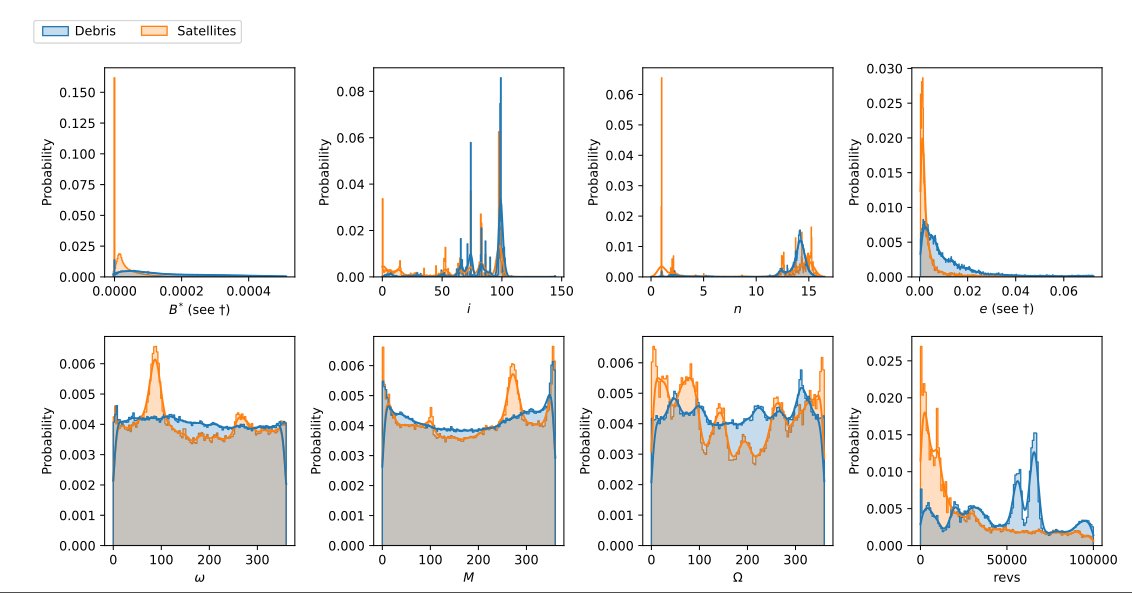 Debris Satellites
Probability
0.150
0.125
0.100
0.075
0.050
0.025
0.000
0.0000 0.0002 0.0004
B* (see †)
Probability
0.08
0.06
0.04
0.02
0.00
0 50 100 150
i
Probability
0.06
0.05
0.04
0.03
0.02
0.01
0.00
0 5 10 15
n
Probability
0.030
0.025
0.020
0.015
0.010
0.005
0.000
0.00 0.02 0.04 0.06
e (see †)
Probability
0.006
0.005
0.004
0.003
0.002
0.001
0.000
0 100 200 300
ω
Probability
0.006
0.005
0.004
0.003
0.002
0.001
0.000
0 100 200 300
M
Probability
0.006
0.005
0.004
0.003
0.002
0.001
0.000
0 100 200 300
Ω
Probability
0.025
0.020
0.015
0.010
0.005
0.000
0 50000 100000
revs